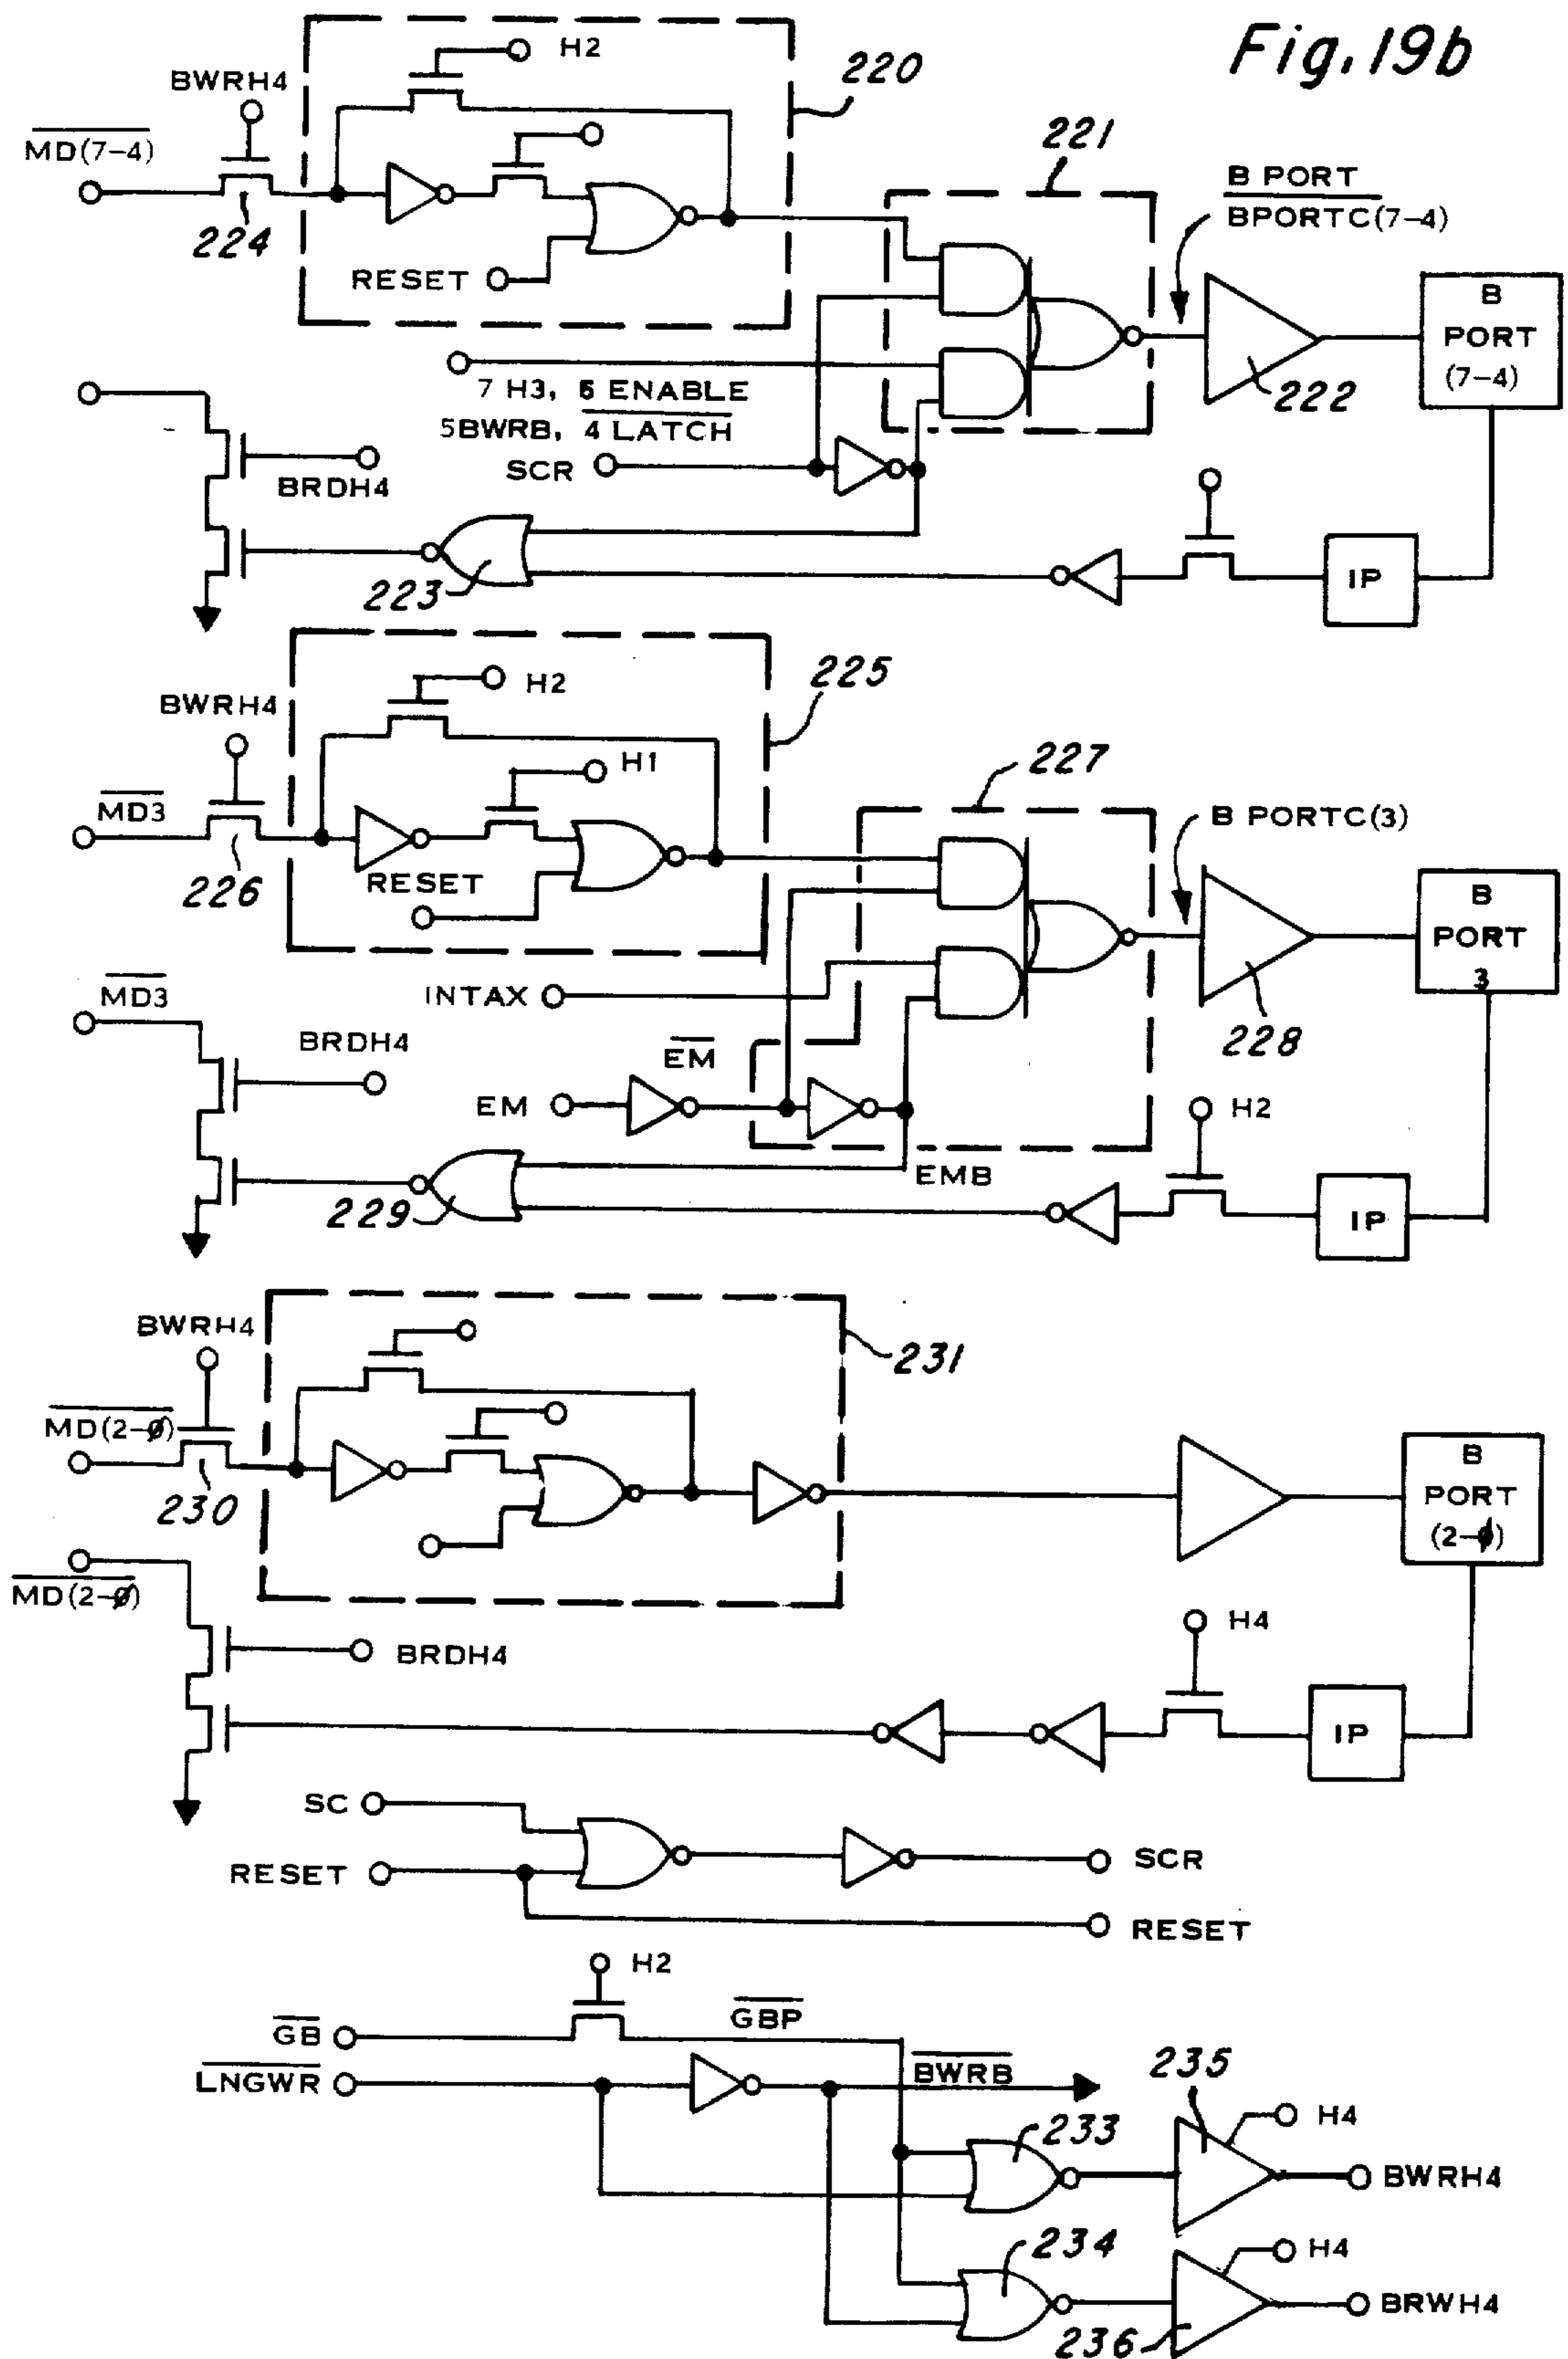 Fig. 19b
H2
220
BWRH4
MD(7-4)
224
RESET
221
B PORT
BPORTC(7-4)
B
PORT
(7-4)
222
7 H3, 6 ENABLE
5BWRB, 4 LATCH
SCR
BRDH4
223
IP
225
H2
BWRH4
H1
MD3
226
RESET
227
B PORTC(3)
B
PORT
3
228
INTAX
MD3
BRDH4
EM
EM
H2
EMB
229
IP
BWRH4
231
MD(2-0)
230
B
PORT
(2-0)
MD(2-0)
BRDH4
H4
IP
SC
SCR
RESET
RESET
H2
GB
GBP
LNGWR
BWRB
235
H4
233
BWRH4
234
H4
BRWH4
236